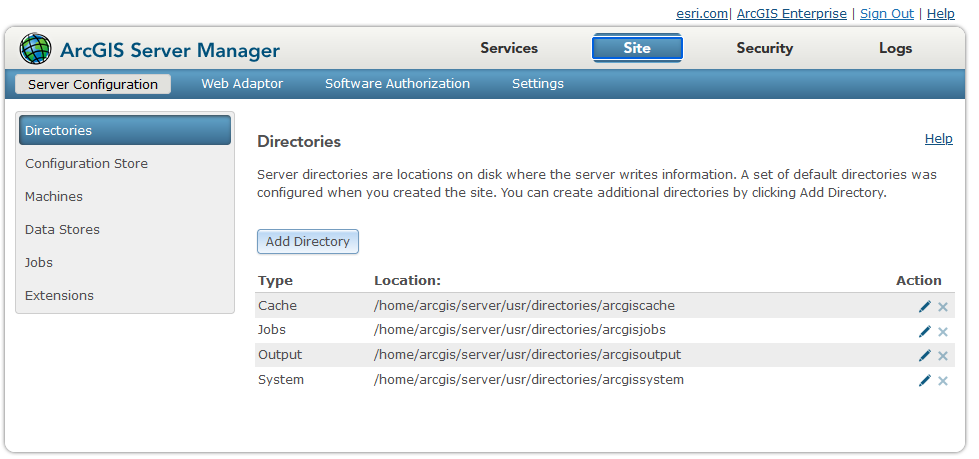 esri.com| ArcGIS Enterprise | Sign Out | Help
ArcGIS Server Manager Services Site Security Logs
Server Configuration Web Adaptor Software Authorization Settings
Directories
Configuration Store
Machines
Data Stores
Jobs
Extensions
Directories Help
Server directories are locations on disk where the server writes information. A set of default directories was
configured when you created the site. You can create additional directories by clicking Add Directory.
Add Directory
Type Location: Action
Cache /home/arcgis/server/usr/directories/arcgiscache
Jobs /home/arcgis/server/usr/directories/arcgisjobs
Output /home/arcgis/server/usr/directories/arcgisoutput
System /home/arcgis/server/usr/directories/arcgissystem